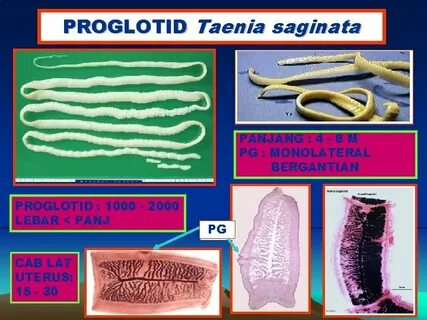 PROGLOTID Taenia saginata
PANJANG : 4 - 8 M
PG : MONOLATERAL
BERGANTIAN
PROGLOTID : 1000 - 2000
LEBAR < PANJ
PG
CAB LAT
UTERUS:
15 - 30